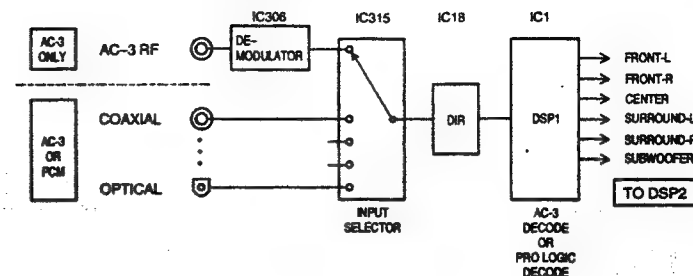 IC306 IC315 IC18 IC1
AC-3
ONLY
AC-3 RF
DE-
MODULATOR
COAXIAL
AC-3
OR
PCM
OPTICAL
INPUT
SELECTOR
DIR
DSP1
FRONT-L
FRONT-R
CENTER
SURROUND-L
SURROUND-R
SUBWOOFER
TO DSP2
AC-3
DECODE
OR
PRO LOGIC
DECODE